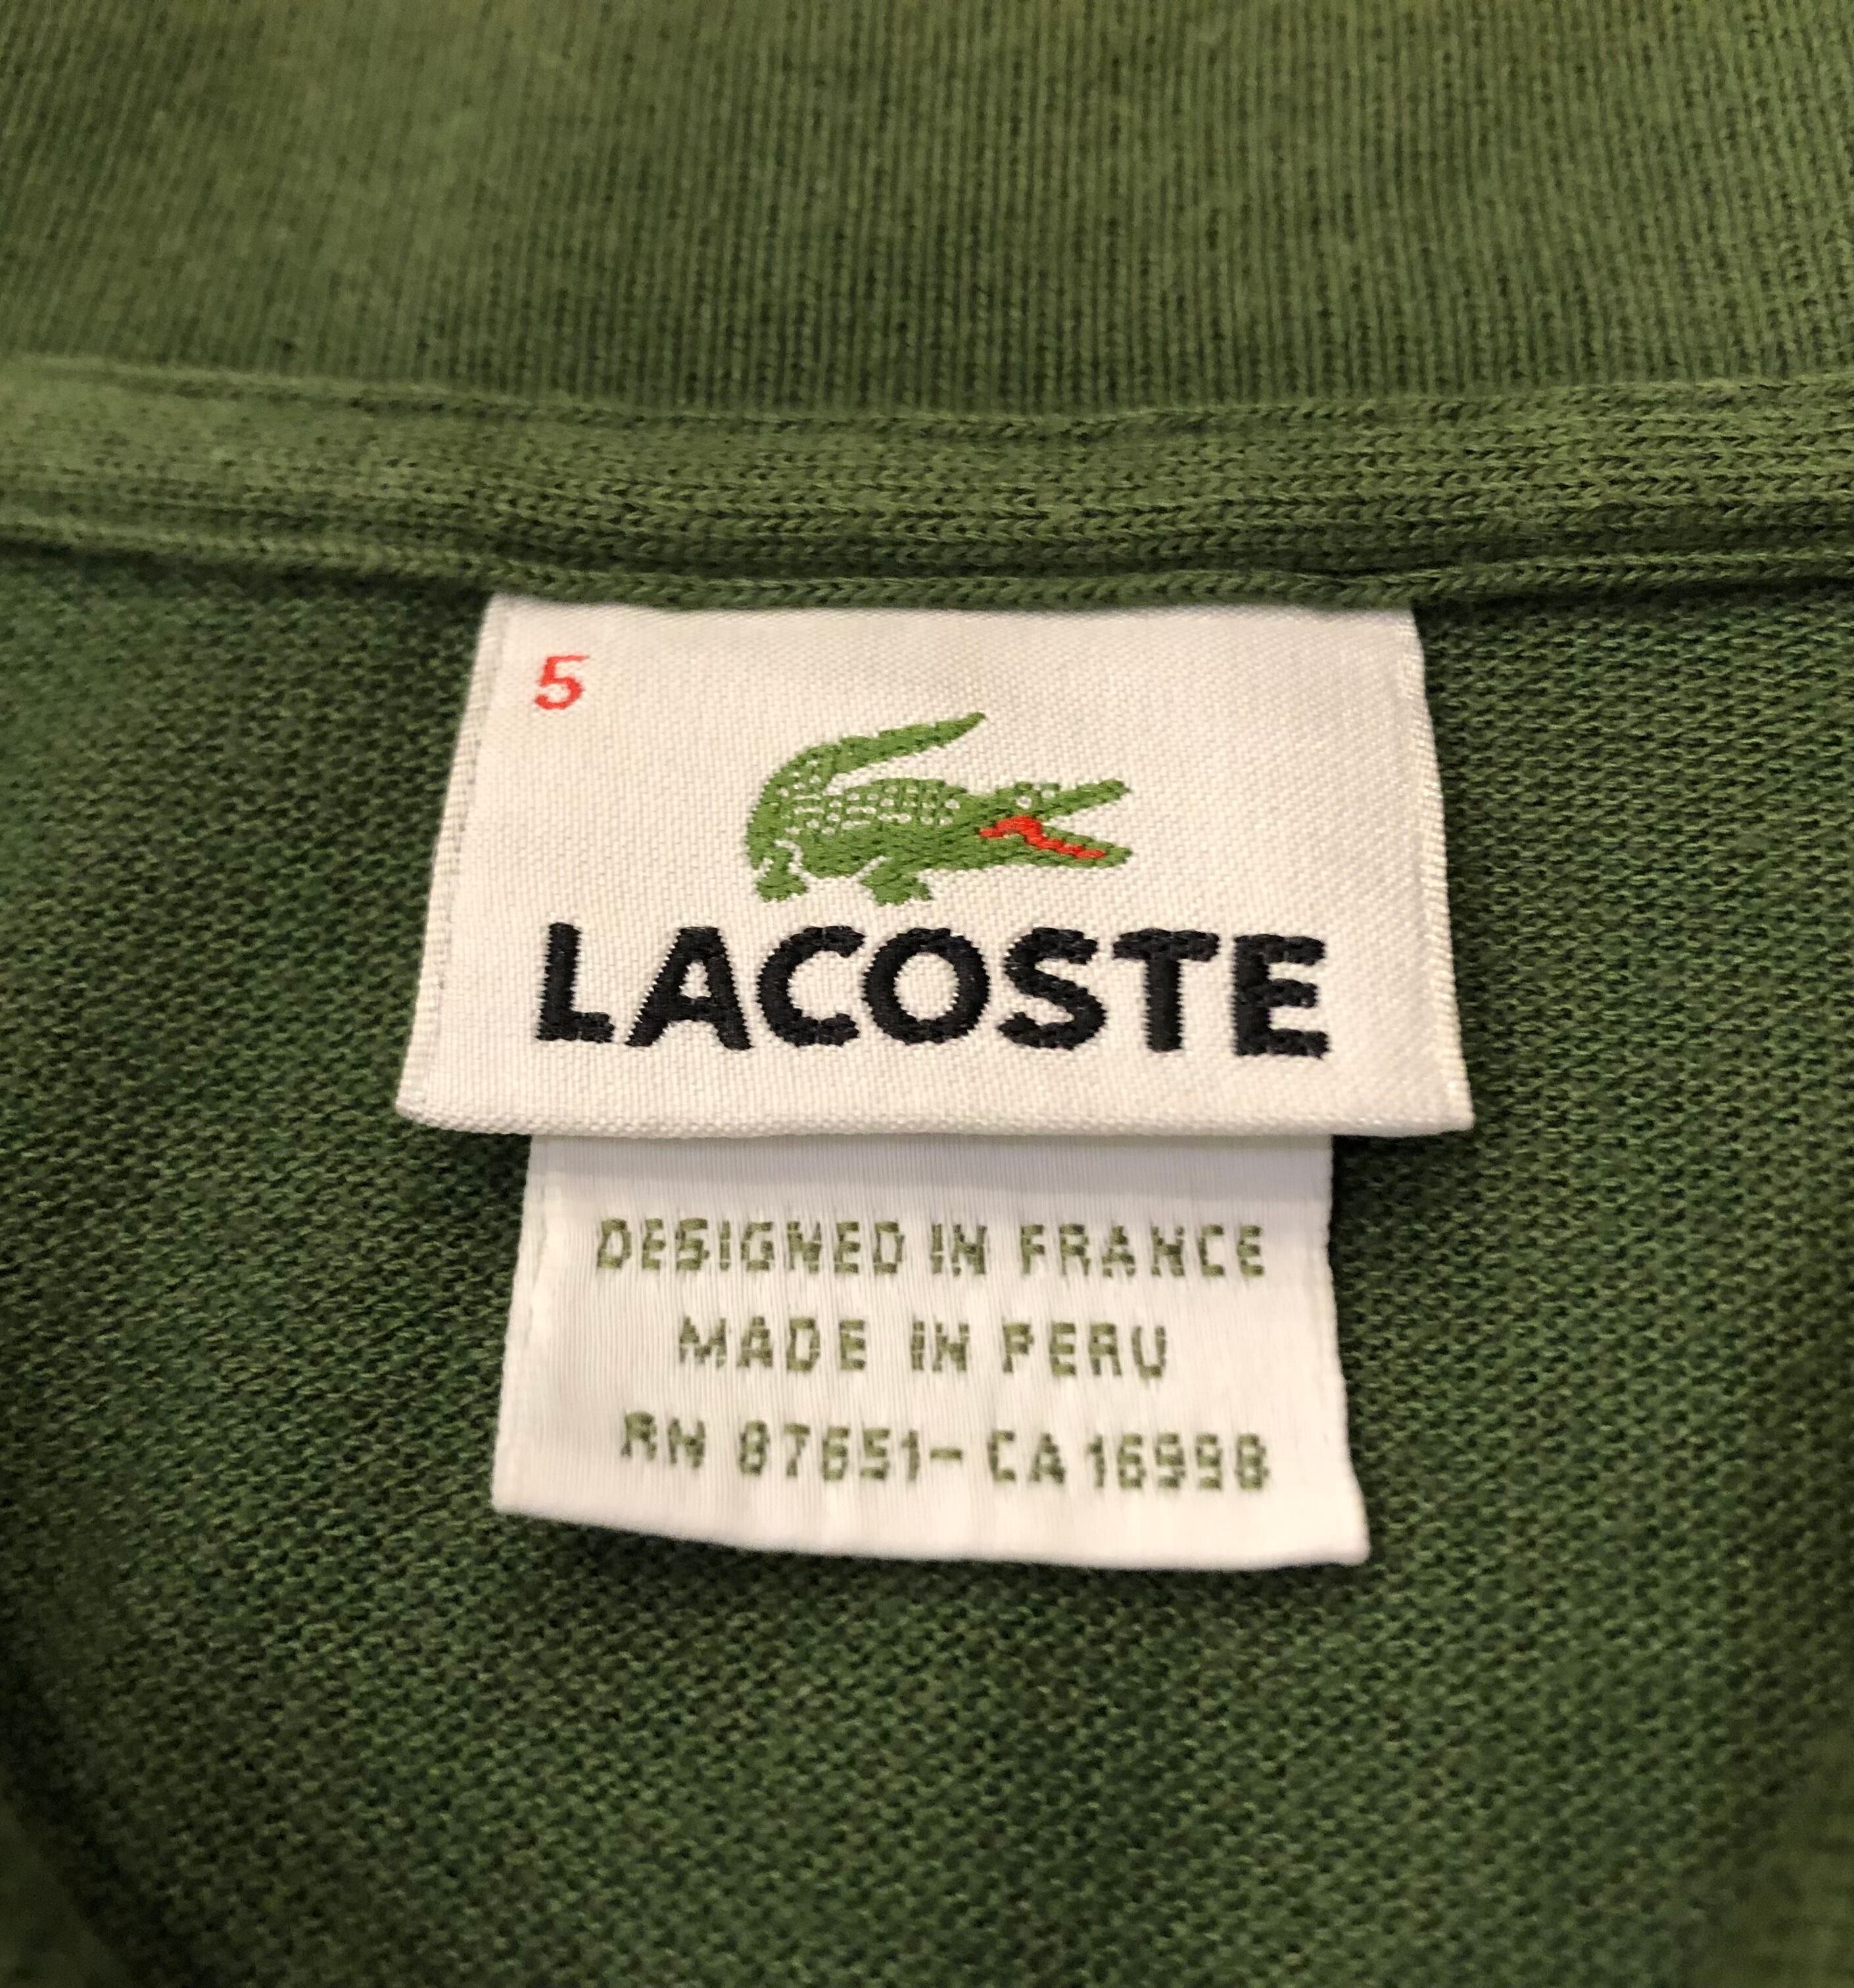 5
LACOSTE
DESIGNED IN FRANCE
MADE IN PERU
RN 87651-CA 16998